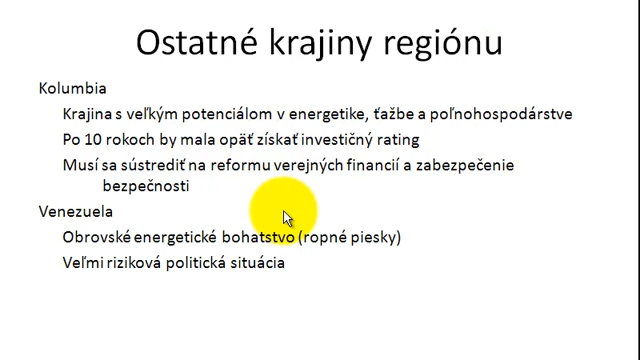 Ostatné krajiny regiónu
Kolumbia
Krajina s veľkým potenciálom v energetike, ťažbe a poľnohospodárstve
Po 10 rokoch by mala opäť získať investičný rating
Musí sa sústrediť na reformu verejných financií a zabezpečenie
bezpečnosti
Venezuela
Obrovské energetické bohatstvo (ropné piesky)
Veľmi riziková politická situácia